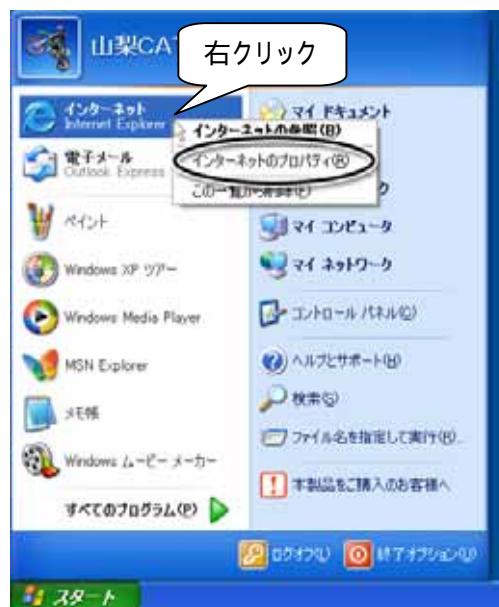 山梨CA
右クリック
インターネット
Internet Explorer
インターネットの参照(B)
インターネットのプロパティ(R)
この一覧から削除(F)
電子メール
Outlook Express
ペイント
Windows XP ツアー
Windows Media Player
MSN Explorer
メモ帳
Windows ムービー メーカー
すべてのプログラム(P)
マイ ドキュメント
マイ コンピュータ
マイ ネットワーク
コントロール パネル(C)
ヘルプとサポート(H)
検索(S)
ファイル名を指定して実行(R)...
本製品をご購入のお客様へ
ログオフ(L)
終了オプション(U)
スタート